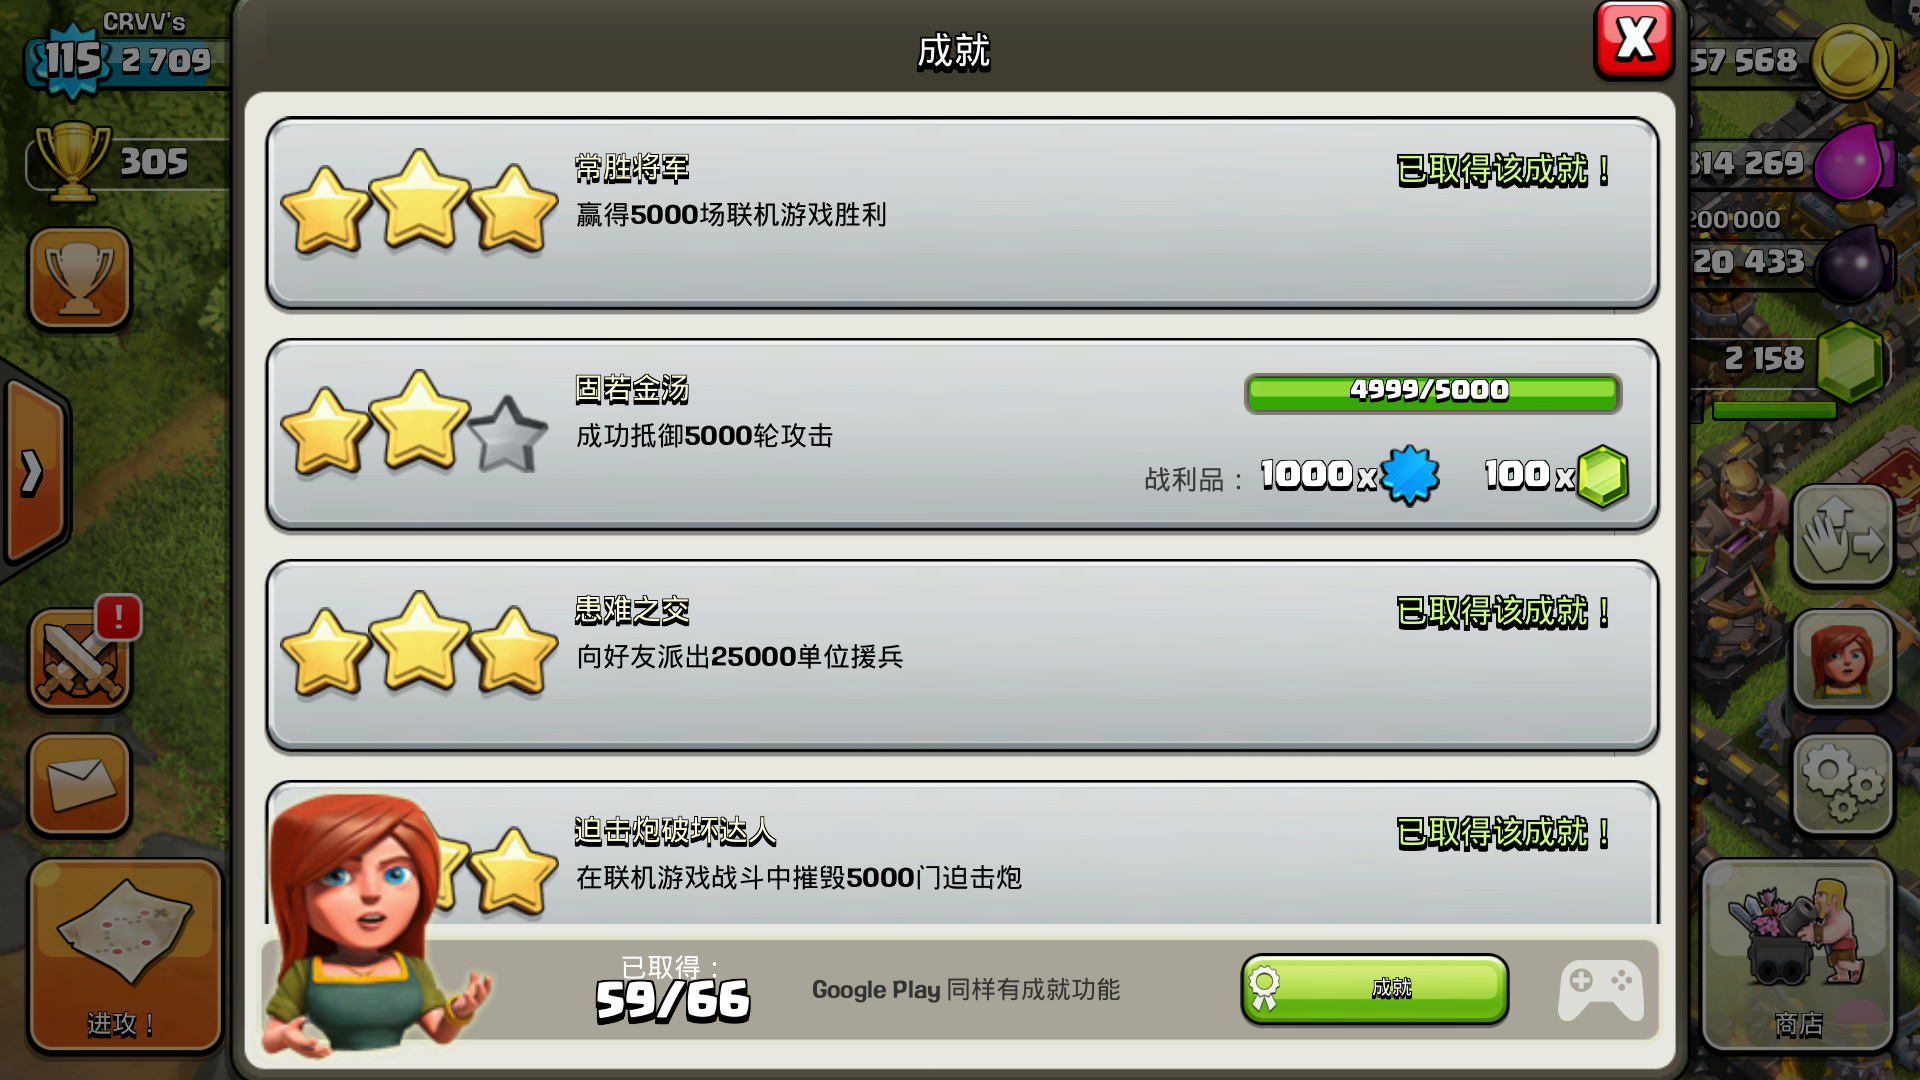 CRVV's
115 2 709
305
成就
X
57 568
314 269
200 000
20 433
2 158
常胜将军
赢得5000场联机游戏胜利
已取得该成就！
固若金汤
成功抵御5000轮攻击
4999/5000
战利品： 1000x 100x
患难之交
向好友派出25000单位援兵
已取得该成就！
迫击炮破坏达人
在联机游戏战斗中摧毁5000门迫击炮
已取得该成就！
!
进攻！
已取得：
59/66
Google Play 同样有成就功能
成就
商店